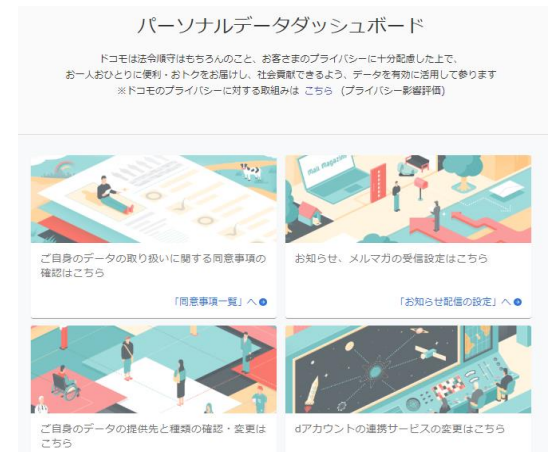 パーソナルデータダッシュボード
ドコモは法令順守はもちろんのこと、お客さまのプライバシーに十分配慮した上で、
お一人おひとりに便利・おトクをお届けし、社会貢献できるよう、データを有効に活用して参ります
※ドコモのプライバシーに対する取組みは こちら (プライバシー影響評価)
Mail Magazine
ご自身のデータの取り扱いに関する同意事項の
確認はこちら
「同意事項一覧」へ
お知らせ、メルマガの受信設定はこちら
「お知らせ配信の設定」へ
ご自身のデータの提供先と種類の確認・変更は
こちら
dアカウントの連携サービスの変更はこちら